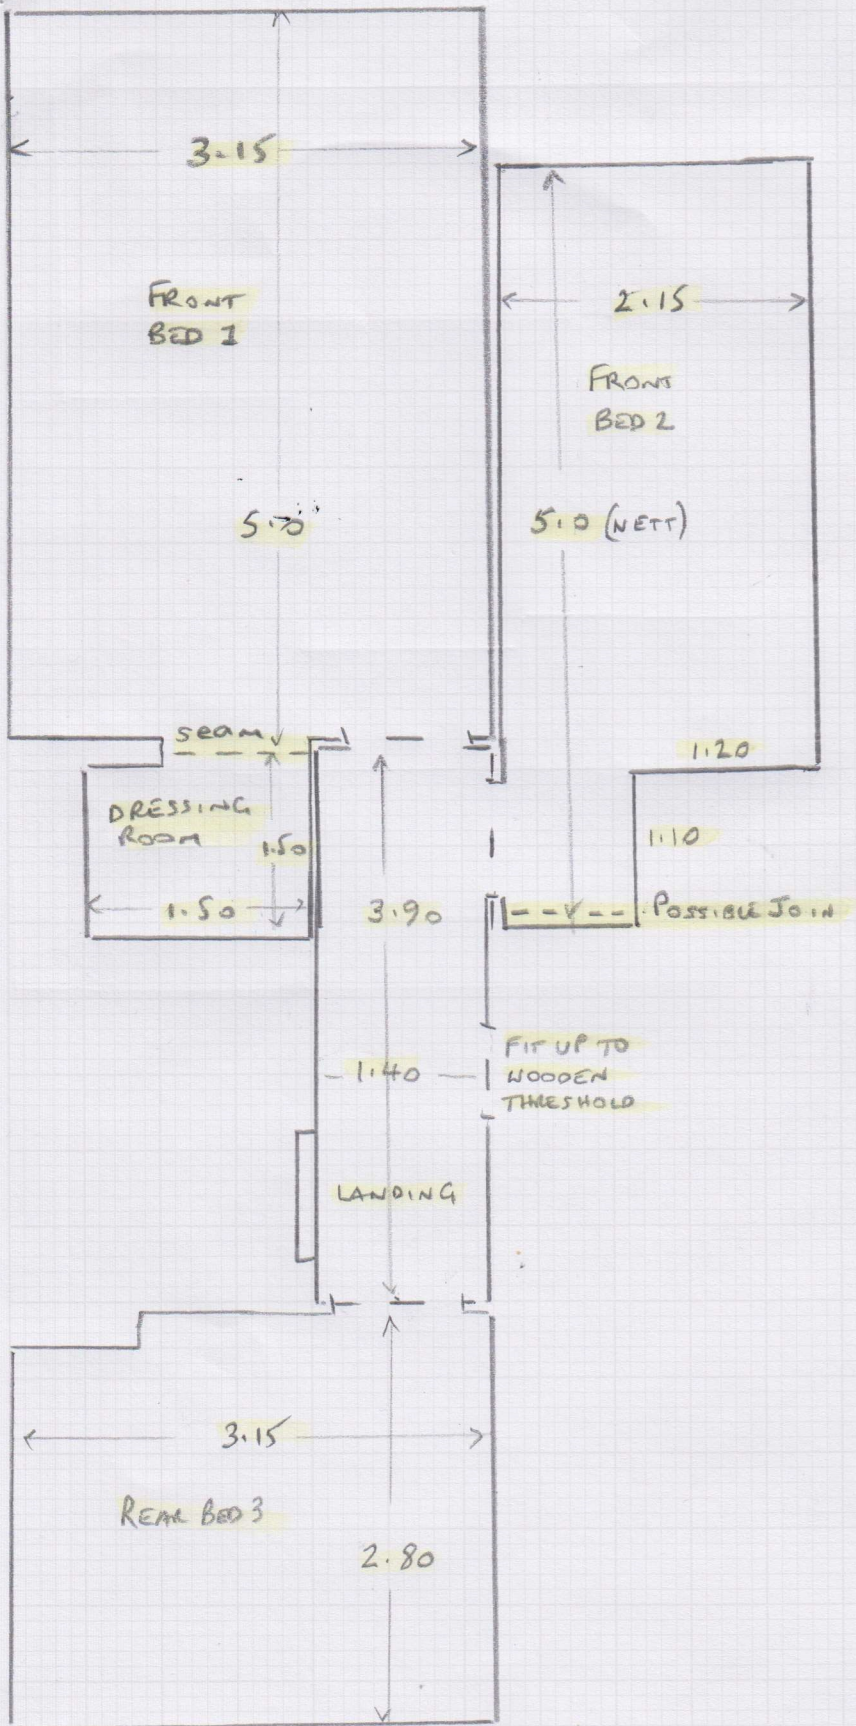 3.15
FRONT
BED 1
2.15
FRONT
BED 2
5.0 (NETT)
seam
1.20
DRESSING
ROOM
1.50
1.10
1.50
3.90
POSSIBLE JOIN
FIT UP TO
WOODEN
THRESHOLD
1.40
LANDING
3.15
REAR BED 3
2.80